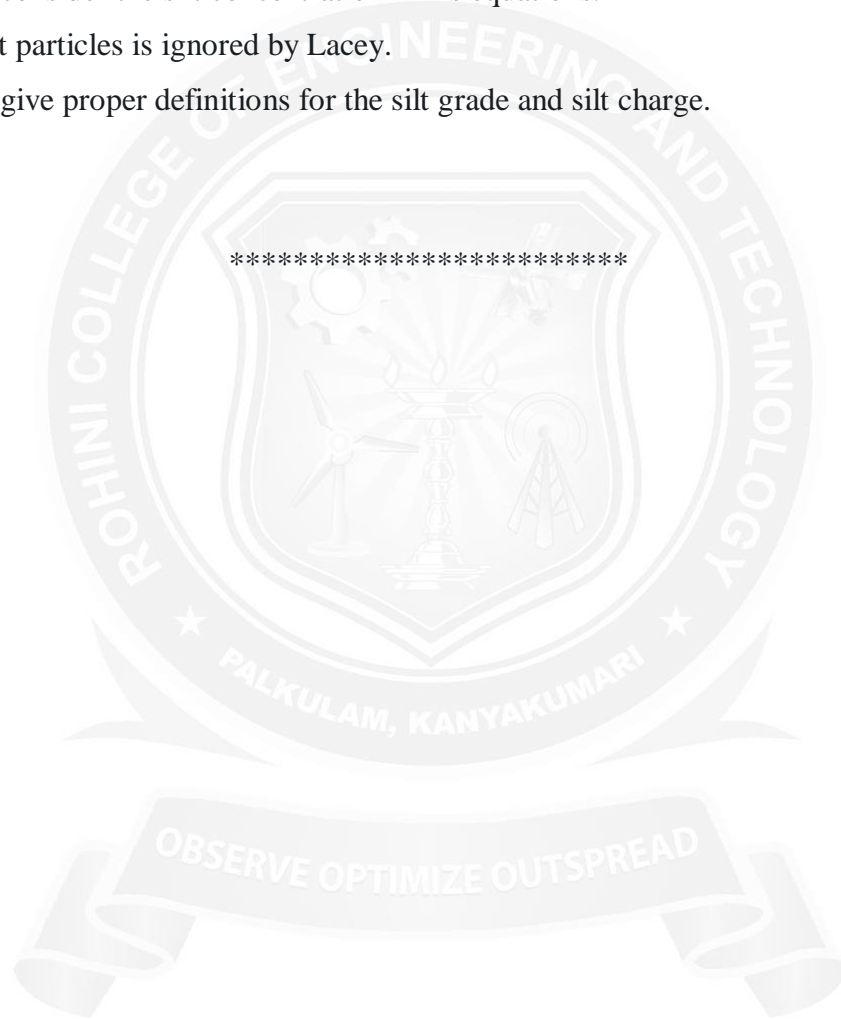 t particles is ignored by Lacey.
give proper definitions for the silt grade and silt charge.
*************************
ROHINI COLLEGE OF ENGINEERING AND TECHNOLOGY
PALKULAM, KANYAKUMARI
OBSERVE OPTIMIZE OUTSPREAD